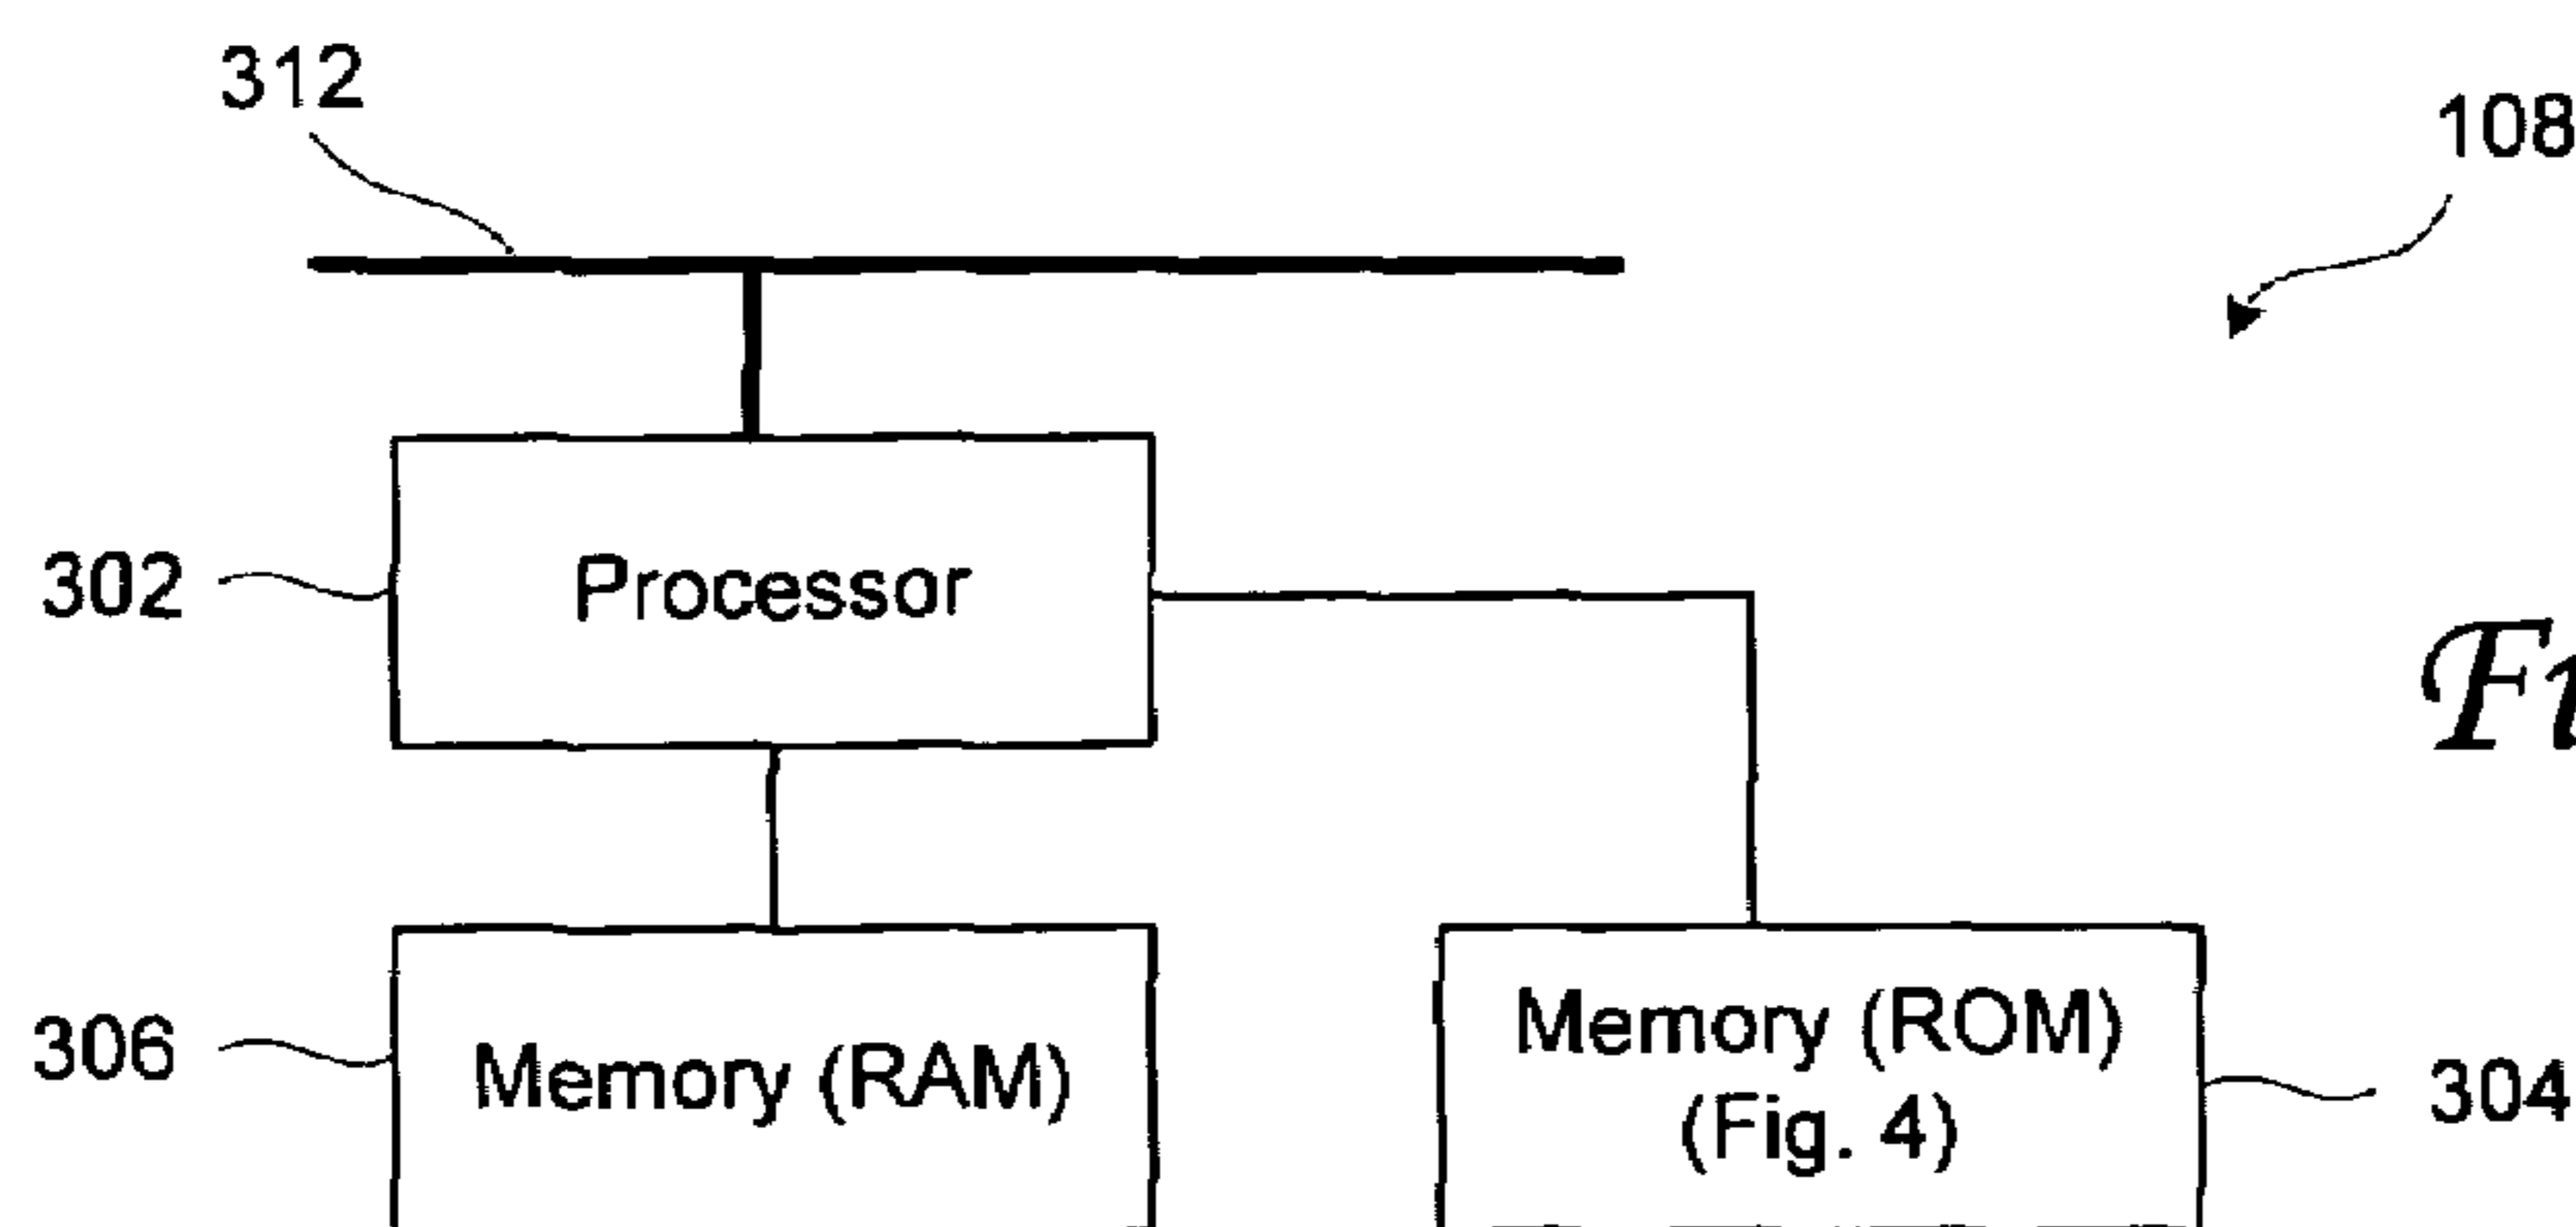 312
108
302
Processor
306
Memory (RAM)
Memory (ROM)
(Fig. 4)
304